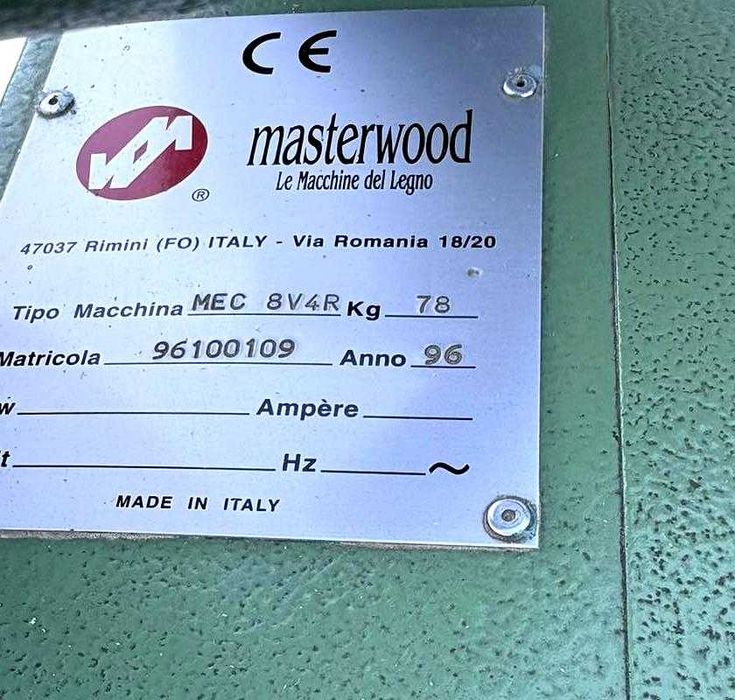 CE
masterwood
®
Le Macchine del Legno
47037 Rimini (FO) ITALY - Via Romania 18/20
Tipo Macchina MEC 8V4R Kg 78
Matricola 96100109 Anno 96
w Ampère
t Hz ~
MADE IN ITALY